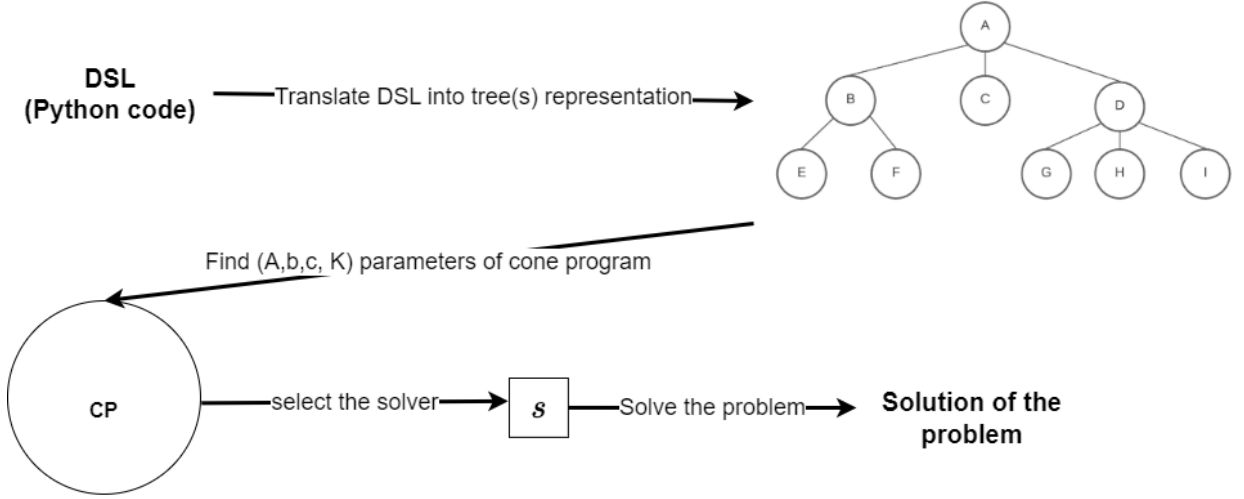 A
DSL
(Python code)
Translate DSL into tree(s) representation
B
C
D
E
F
G
H
I
Find (A,b,c, K) parameters of cone program
CP
select the solver
s
Solve the problem
Solution of the
problem